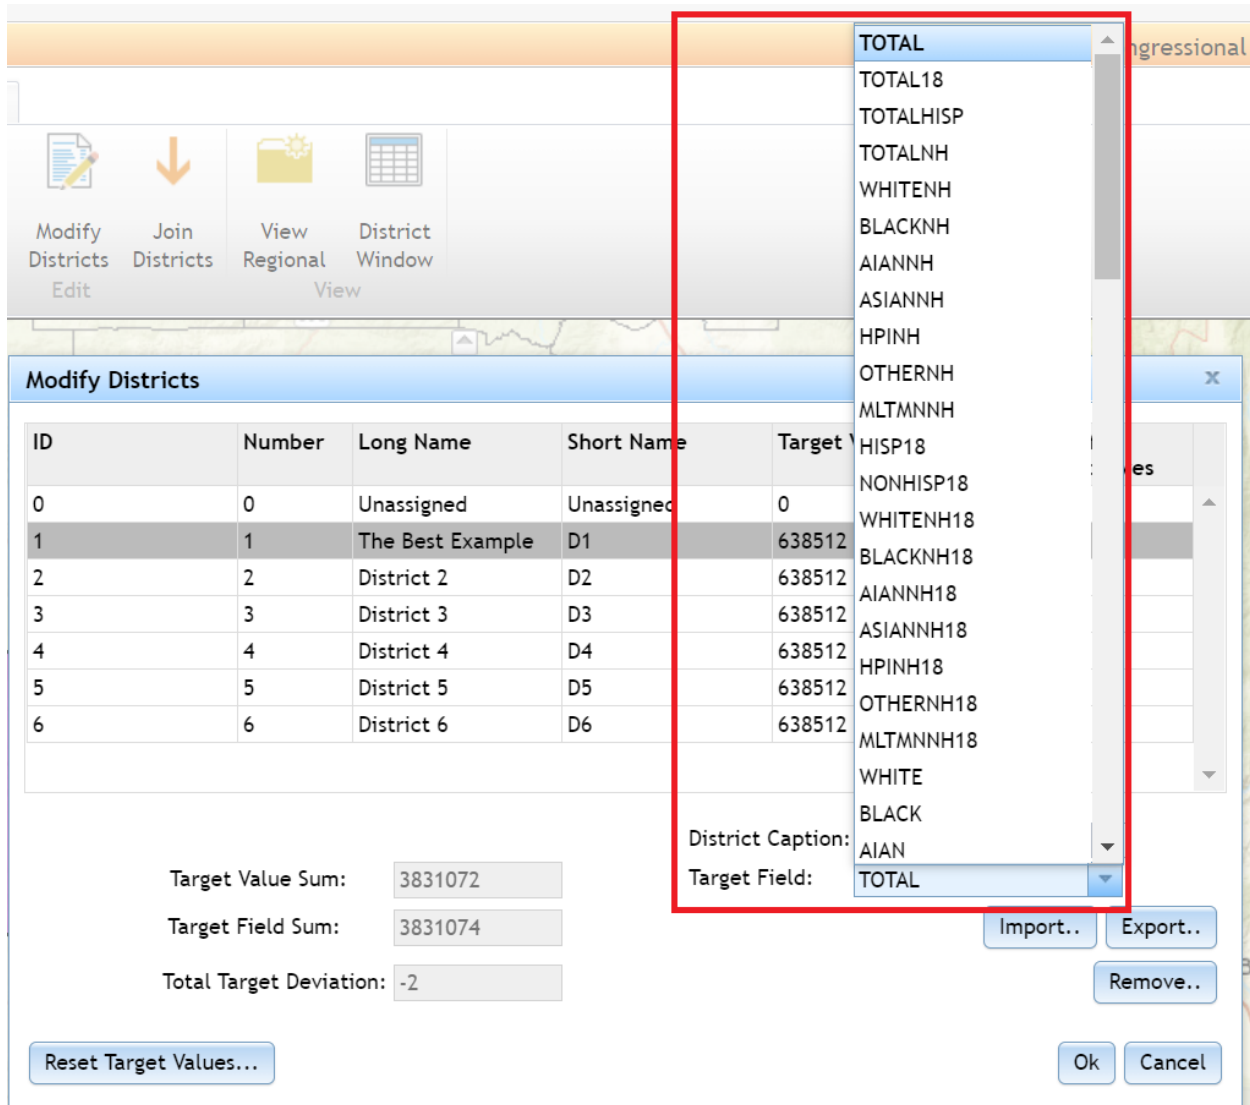 ngressional
Modify Districts
Join Districts
View Regional
District Window
Edit
View
Modify Districts
x
ID Number Long Name Short Name Target
es
0 0 Unassigned Unassigned 0
1 1 The Best Example D1 638512
2 2 District 2 D2 638512
3 3 District 3 D3 638512
4 4 District 4 D4 638512
5 5 District 5 D5 638512
6 6 District 6 D6 638512
TOTAL
TOTAL18
TOTALHISP
TOTALNH
WHITENH
BLACKNH
AIANNH
ASIANNH
HPINH
OTHERNH
MLTMNNH
HISP18
NONHISP18
WHITENH18
BLACKNH18
AIANNH18
ASIANNH18
HPINH18
OTHERNH18
MLTMNNH18
WHITE
BLACK
AIAN
District Caption:
Target Field: TOTAL
Target Value Sum: 3831072
Target Field Sum: 3831074
Total Target Deviation: -2
Import.. Export..
Remove..
Reset Target Values...
Ok Cancel